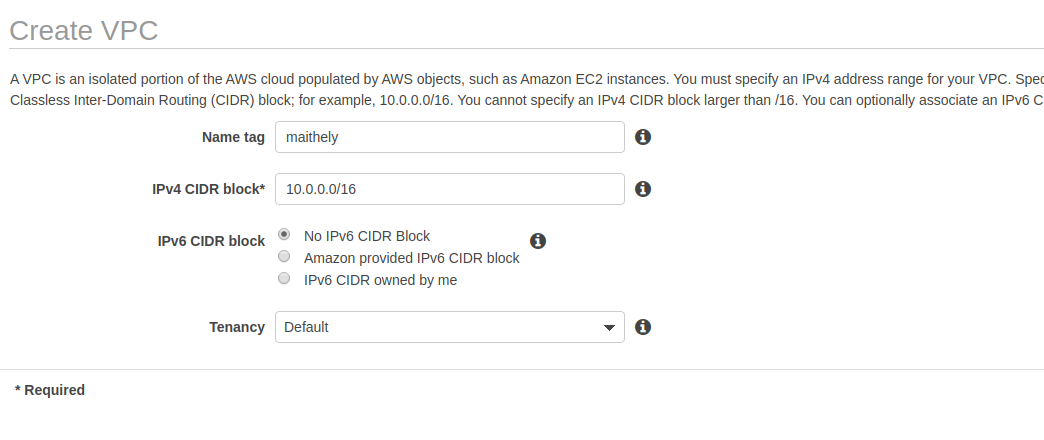 Create VPC
A VPC is an isolated portion of the AWS cloud populated by AWS objects, such as Amazon EC2 instances. You must specify an IPv4 address range for your VPC. Spec
Classless Inter-Domain Routing (CIDR) block; for example, 10.0.0.0/16. You cannot specify an IPv4 CIDR block larger than /16. You can optionally associate an IPv6 C
Name tag maithely
IPv4 CIDR block* 10.0.0.0/16
IPv6 CIDR block No IPv6 CIDR Block
Amazon provided IPv6 CIDR block
IPv6 CIDR owned by me
Tenancy Default
* Required